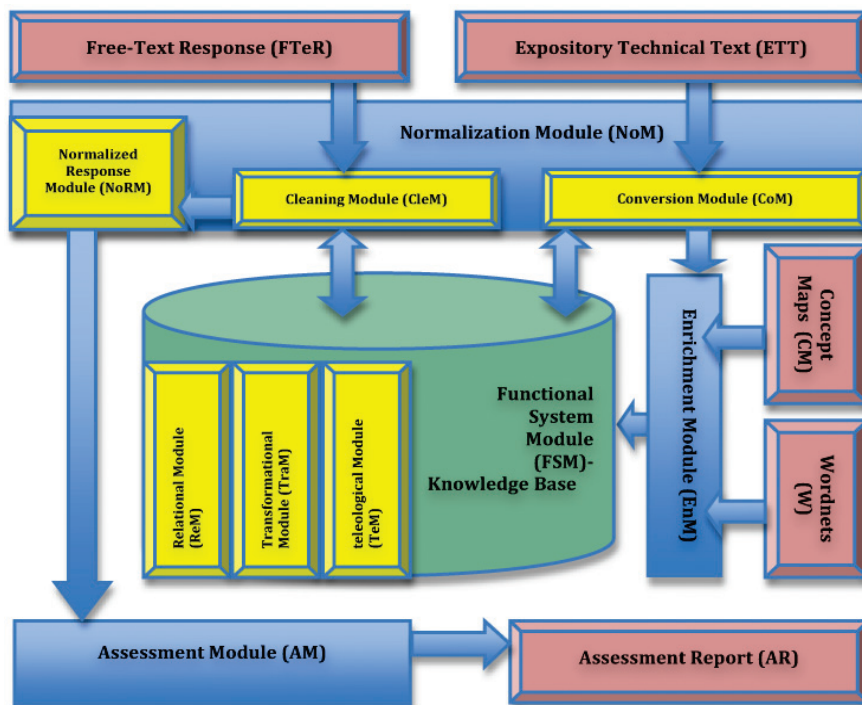 Free-Text Response (FTeR)
Expository Technical Text (ETT)
Normalization Module (NoM)
Normalized
Response
Module (NoRM)
Cleaning Module (CleM)
Conversion Module (CoM)
Concept
Maps (CM)
Enrichment Module (EnM)
Wordnets
(W)
Functional
System
Module
(FSM)-
Knowledge Base
Relational Module
(ReM)
Transformational
Module (TraM)
teleological Module
(TeM)
Assessment Module (AM)
Assessment Report (AR)